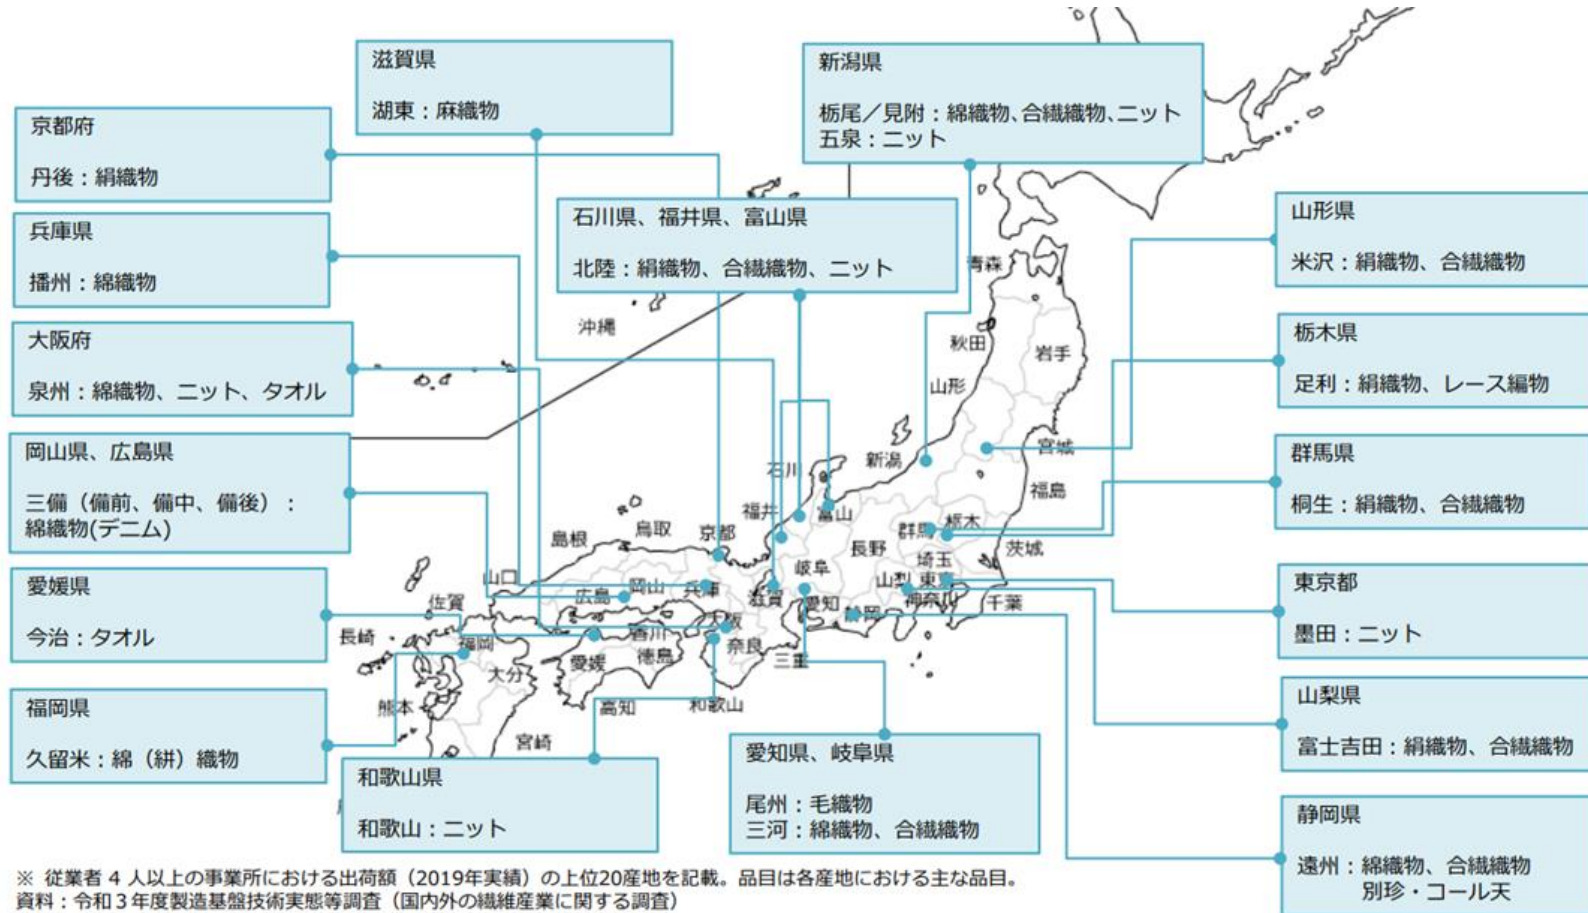 滋賀県
湖東：麻織物
新潟県
栃尾／見附：綿織物、合繊織物、ニット
五泉：ニット
京都府
丹後：絹織物
石川県、福井県、富山県
北陸：絹織物、合繊織物、ニット
山形県
米沢：絹織物、合繊織物
兵庫県
播州：綿織物
大阪府
泉州：綿織物、ニット、タオル
栃木県
足利：絹織物、レース編物
岡山県、広島県
三備（備前、備中、備後）：
綿織物(デニム)
群馬県
桐生：絹織物、合繊織物
愛媛県
今治：タオル
東京都
墨田：ニット
福岡県
久留米：綿（絣）織物
山梨県
富士吉田：絹織物、合繊織物
和歌山県
和歌山：ニット
愛知県、岐阜県
尾州：毛織物
三河：綿織物、合繊織物
静岡県
遠州：綿織物、合繊織物
別珍・コール天
青森
沖縄
秋田
岩手
山形
宮城
新潟
石川
福島
福井
富山
群馬
栃木
鳥取
京都
島根
長野
茨城
埼玉
岐阜
山口
岡山
兵庫
山梨
東京
広島
滋賀
愛知
神奈川
千葉
佐賀
静岡
大阪
香川
長崎
福岡
奈良
徳島
愛媛
三重
大分
熊本
高知
和歌山
宮崎
※ 従業者 4 人以上の事業所における出荷額（2019年実績）の上位20産地を記載。品目は各産地における主な品目。
資料：令和３年度製造基盤技術実態等調査（国内外の繊維産業に関する調査）